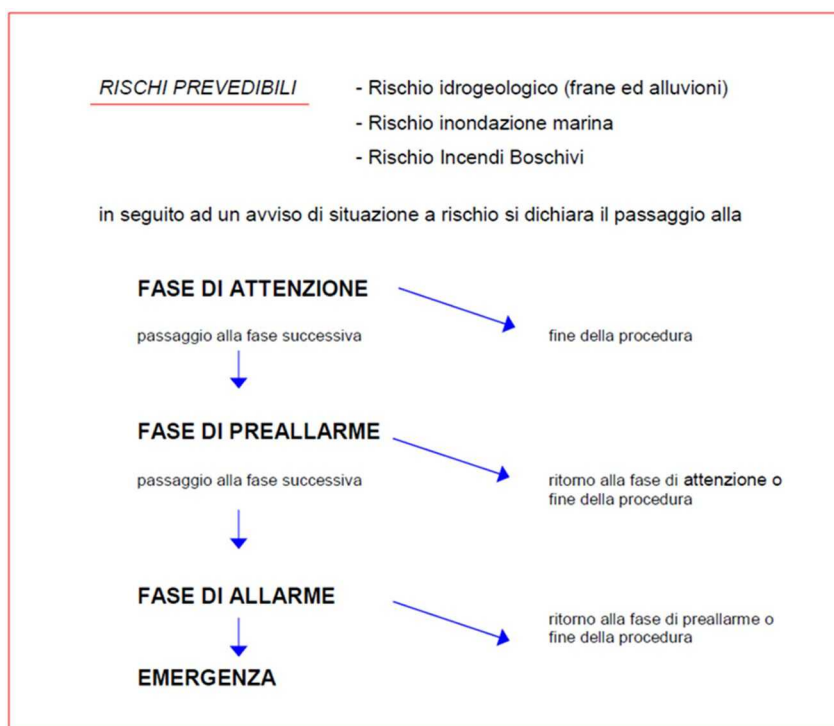 RISCHI PREVEDIBILI - Rischio idrogeologico (frane ed alluvioni)
- Rischio inondazione marina
- Rischio Incendi Boschivi
in seguito ad un avviso di situazione a rischio si dichiara il passaggio alla
FASE DI ATTENZIONE
passaggio alla fase successiva
fine della procedura
FASE DI PREALLARME
passaggio alla fase successiva
ritorno alla fase di attenzione o
fine della procedura
FASE DI ALLARME
ritorno alla fase di preallarme o
fine della procedura
EMERGENZA